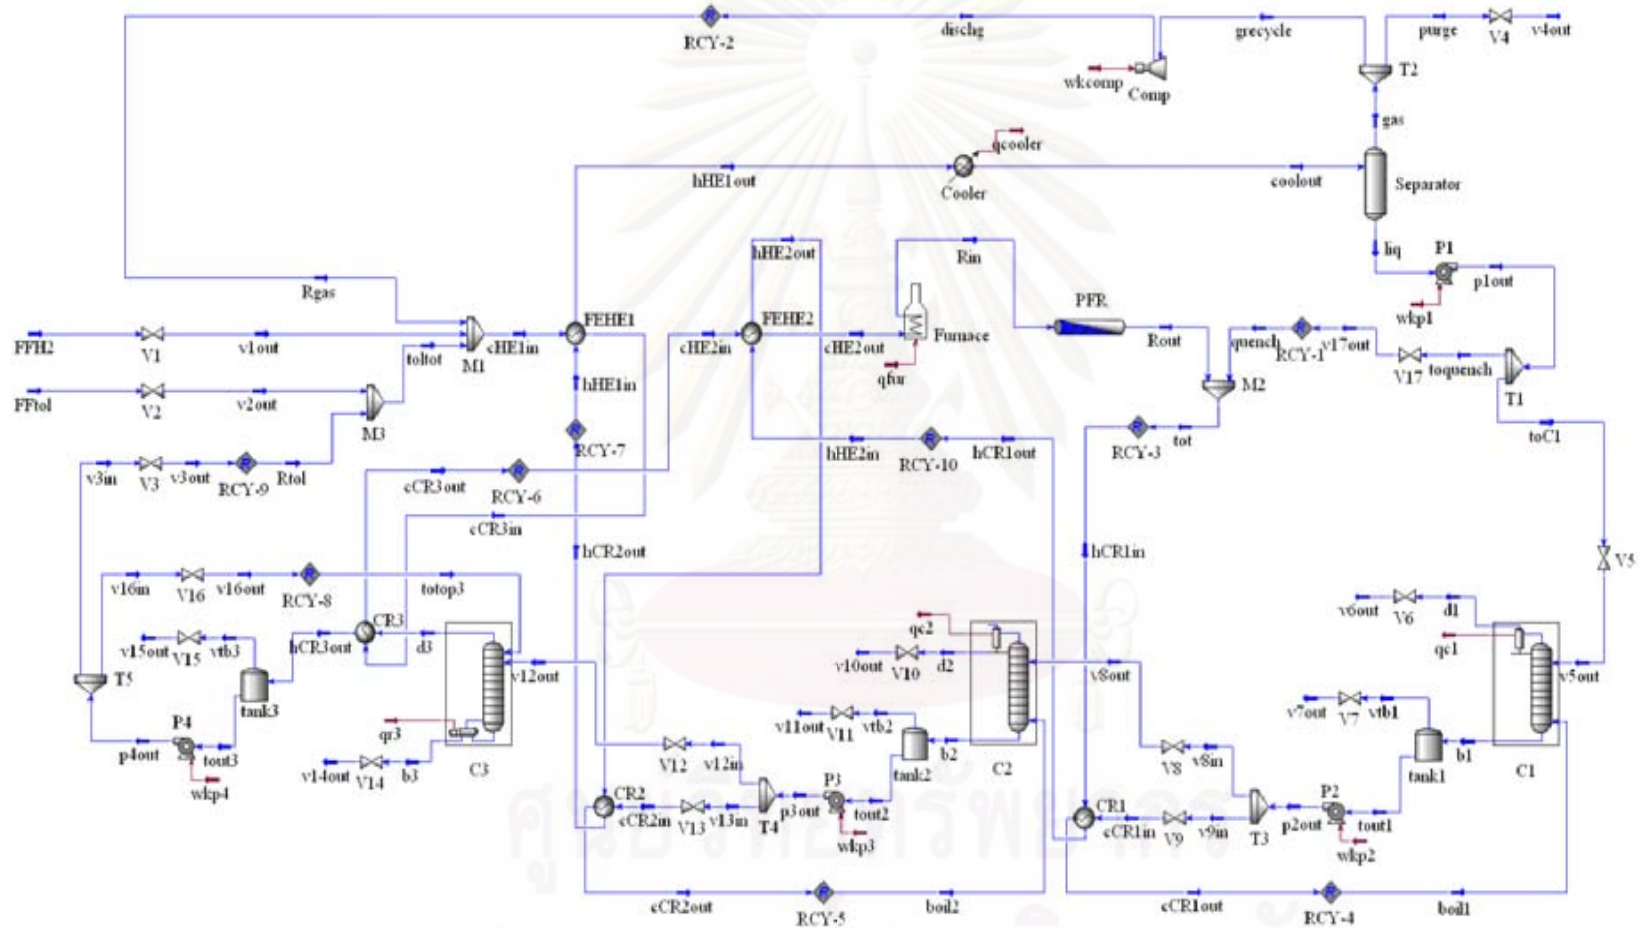 RCY-2
dischg
grecycle
purge
V4
v4out
T2
wkcomp
Comp
gas
qcooler
hHE1out
Cooler
coolout
Separator
hHE2out
Rin
liq
P1
p1out
Rgas
PFR
wkp1
FFH2
V1
v1out
cHE1in
FEHE1
FEHE2
cHE2in
cHE2out
Furnace
Rout
quench
RCY-1
v17out
toltot
M1
qfur
V17
toquench
T1
FFtol
V2
v2out
M3
hHE1in
M2
RCY-7
hHE2in
RCY-10
hCR1out
RCY-3
tot
toC1
v3in
V3
v3out
RCY-9
Rtol
cCR3out
RCY-6
cCR3in
hCR2out
hCR1in
V5
v16in
V16
v16out
RCY-8
totop3
CR3
v6out
V6
d1
qc2
qc1
v15out
V15
vtb3
hCR3out
d3
v10out
V10
d2
v12out
v8out
v5out
T5
tank3
P4
p4out
tout3
wkp4
qr3
v14out
V14
b3
C3
v11out
V11
vtb2
v7out
V7
vtb1
V12
v12in
tank2
b2
C2
V8
v8in
tank1
b1
C1
CR2
cCR2in
V13
v13in
T4
p3out
P3
tout2
wkp3
CR1
cCR1in
V9
v9in
T3
p2out
P2
tout1
wkp2
cCR2out
RCY-5
boil2
cCR1out
RCY-4
boil1